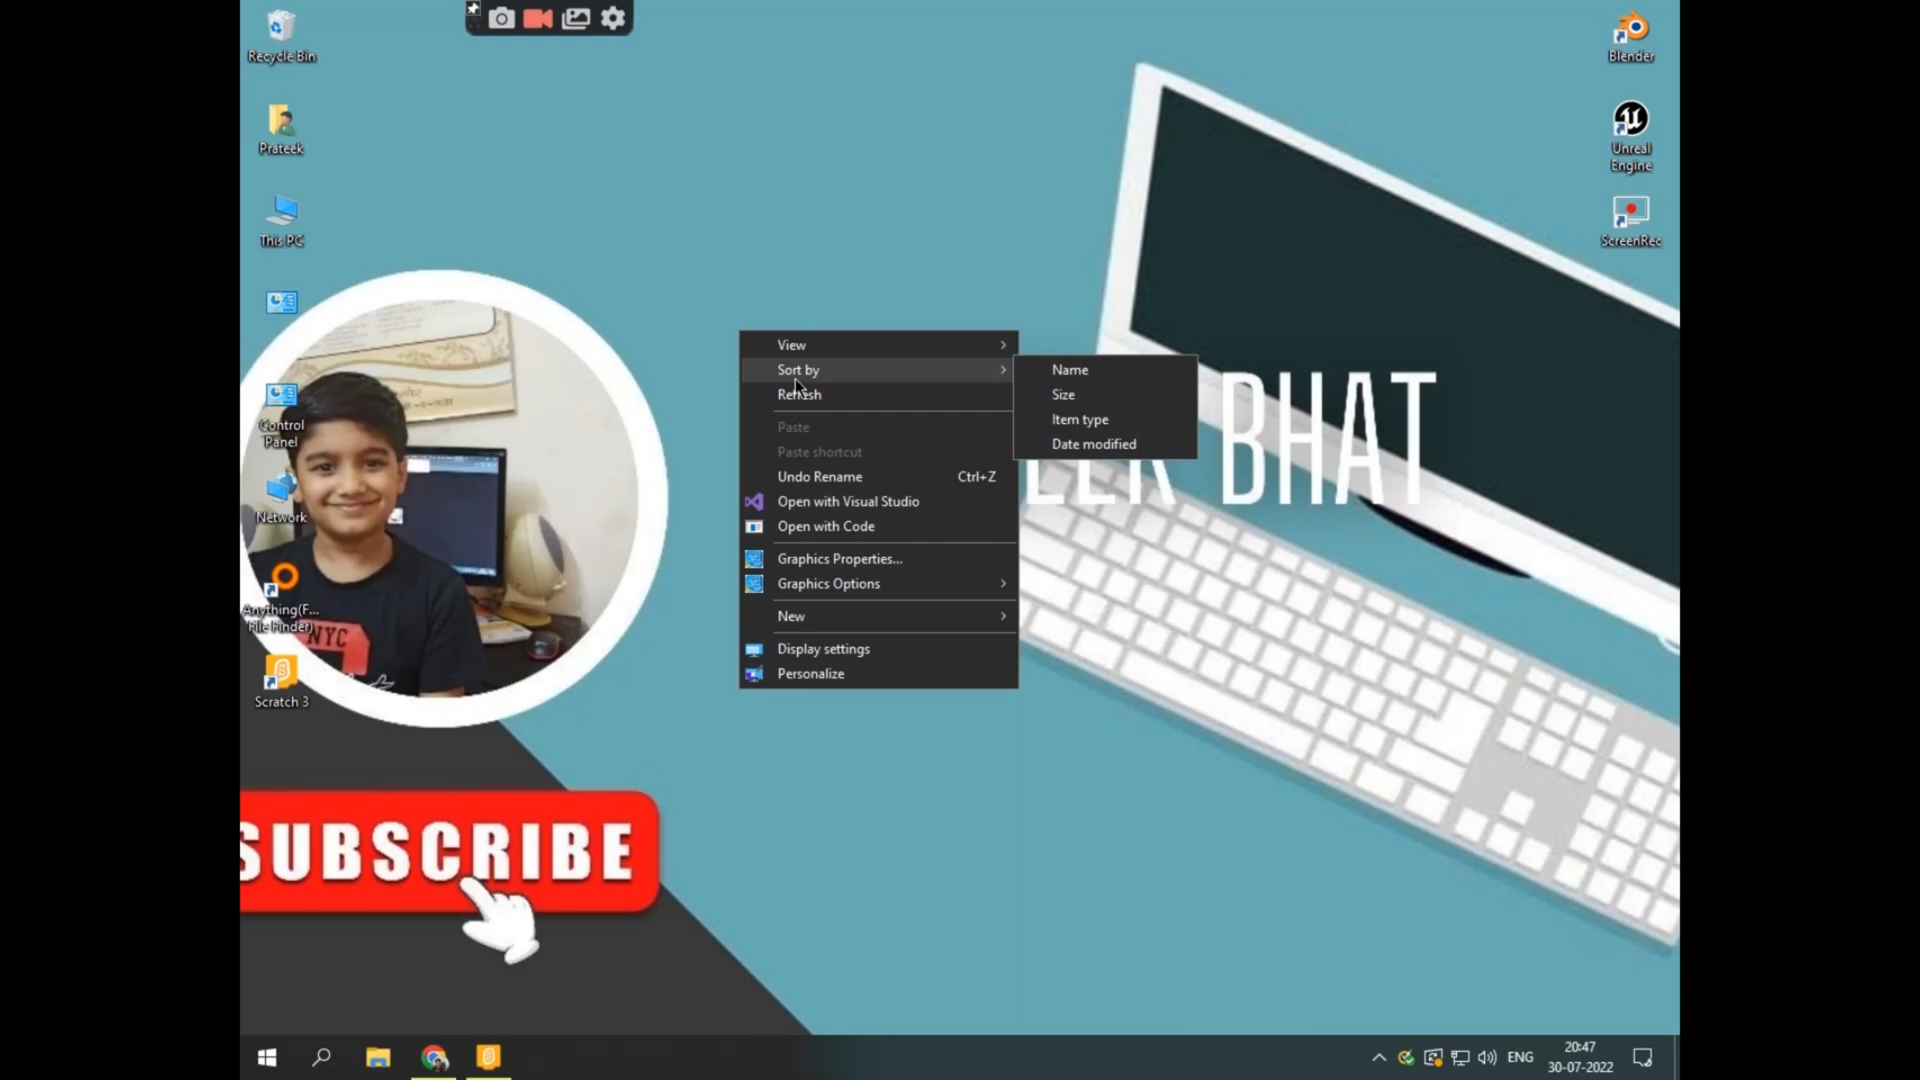 Recycle Bin
Prateek
This PC
Control
Panel
Network
Anything(F...
File Finder)
Scratch 3
Blender
Unreal
Engine
ScreenRec
View
Sort by
Refresh
Paste
Paste shortcut
Undo Rename Ctrl+Z
Open with Visual Studio
Open with Code
Graphics Properties...
Graphics Options
New
Display settings
Personalize
Name
Size
Item type
Date modified
EEK BHAT
NYC
SUBSCRIBE
ENG
20:47
30-07-2022